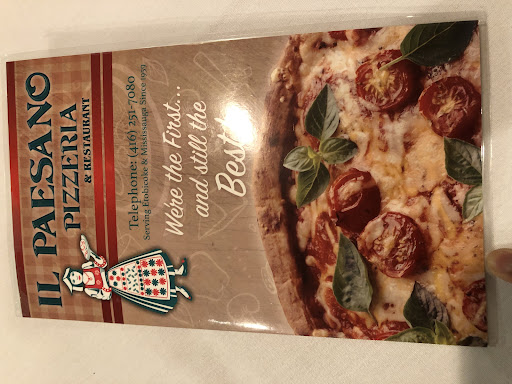 IL PAESANO
PIZZERIA
& RESTAURANT
Telephone: (416) 251-7080
Serving Etobicoke & Mississauga Since 1959
We're the First...
and still the
Best!